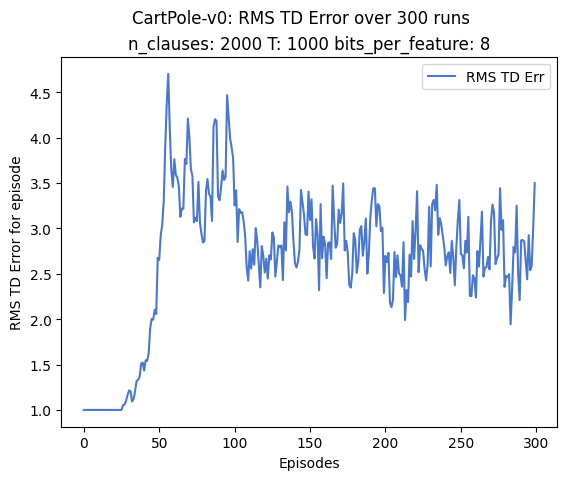 CartPole-v0: RMS TD Error over 300 runs
n_clauses: 2000 T: 1000 bits_per_feature: 8
RMS TD Err
RMS TD Error for episode
4.5
4.0
3.5
3.0
2.5
2.0
1.5
1.0
0 50 100 150 200 250 300
Episodes